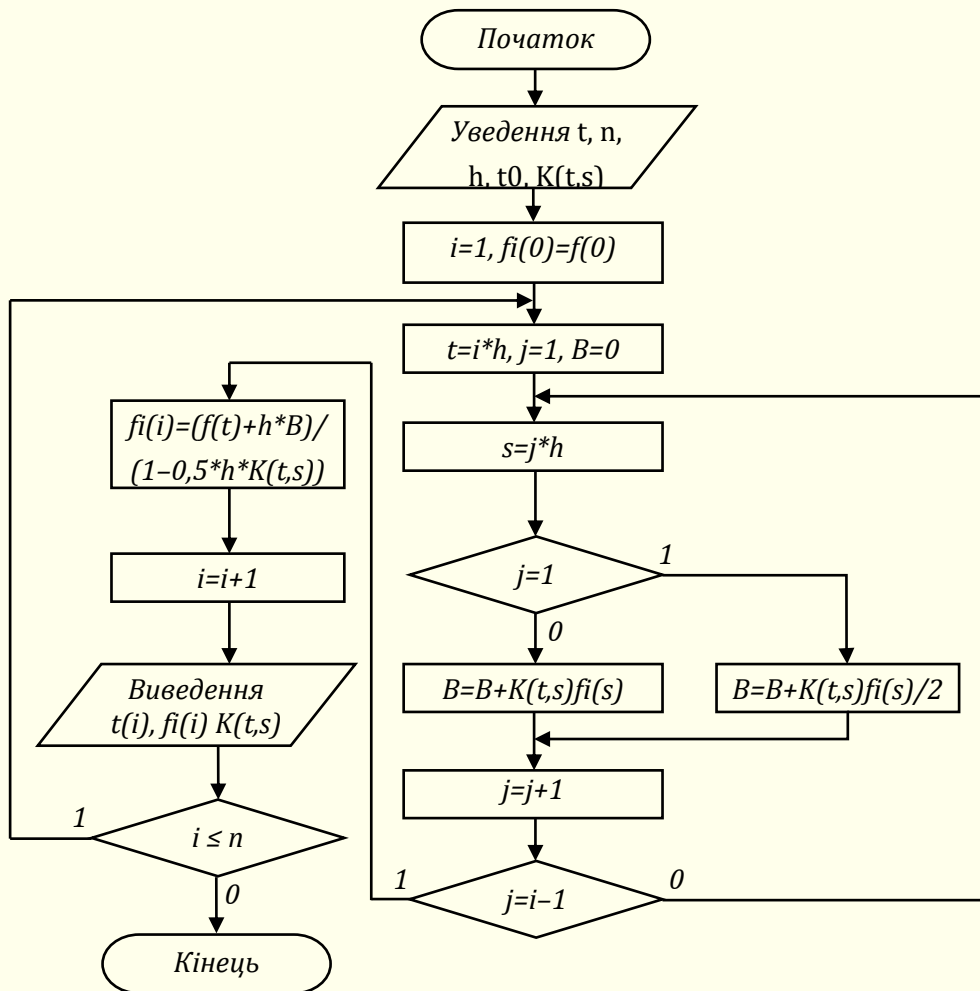 Початок
Уведення t, n,
h, t0, K(t,s)
i=1, fi(0)=f(0)
t=i*h, j=1, B=0
s=j*h
j=1
1
0
B=B+K(t,s)fi(s)
B=B+K(t,s)fi(s)/2
j=j+1
j=i–1
1
0
fi(i)=(f(t)+h*B)/
(1–0,5*h*K(t,s))
i=i+1
Виведення
t(i), fi(i) K(t,s)
i ≤ n
1
0
Кінець